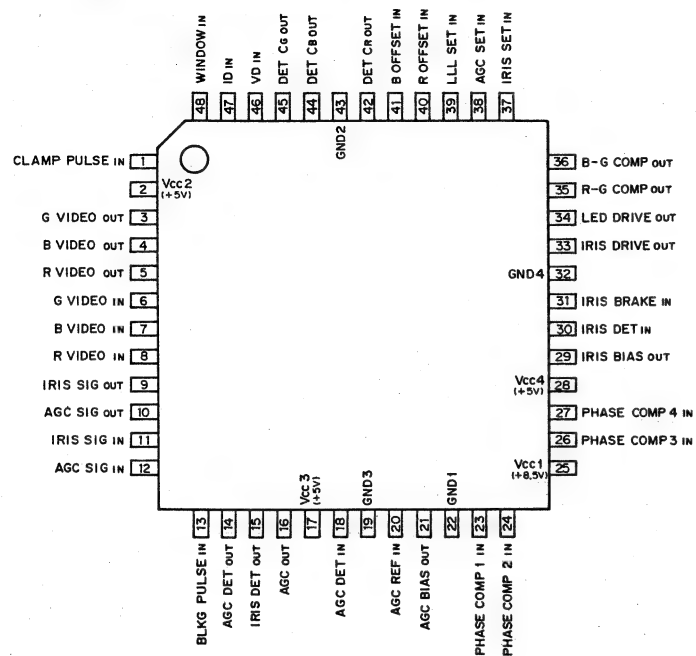 WINDOW IN
48
ID IN
47
VD IN
46
DET CG OUT
45
DET CB OUT
44
43
GND2
DET CR OUT
42
B OFFSET IN
41
R OFFSET IN
40
LLL SET IN
39
AGC SET IN
38
IRIS SET IN
37
CLAMP PULSE IN 1
2 Vcc2
(+5V)
G VIDEO OUT 3
B VIDEO OUT 4
R VIDEO OUT 5
G VIDEO IN 6
B VIDEO IN 7
R VIDEO IN 8
IRIS SIG OUT 9
AGC SIG OUT 10
IRIS SIG IN 11
AGC SIG IN 12
36 B-G COMP OUT
35 R-G COMP OUT
34 LED DRIVE OUT
33 IRIS DRIVE OUT
GND4 32
31 IRIS BRAKE IN
30 IRIS DET IN
29 IRIS BIAS OUT
Vcc4 28
(+5V)
27 PHASE COMP 4 IN
26 PHASE COMP 3 IN
Vcc1 25
(+8.5V)
13
BLKG PULSE IN
14
AGC DET OUT
15
IRIS DET OUT
16
AGC OUT
Vcc3
(+5V)
17
18
AGC DET IN
GND3
19
20
AGC REF IN
21
AGC BIAS OUT
GND1
22
23
PHASE COMP 1 IN
24
PHASE COMP 2 IN